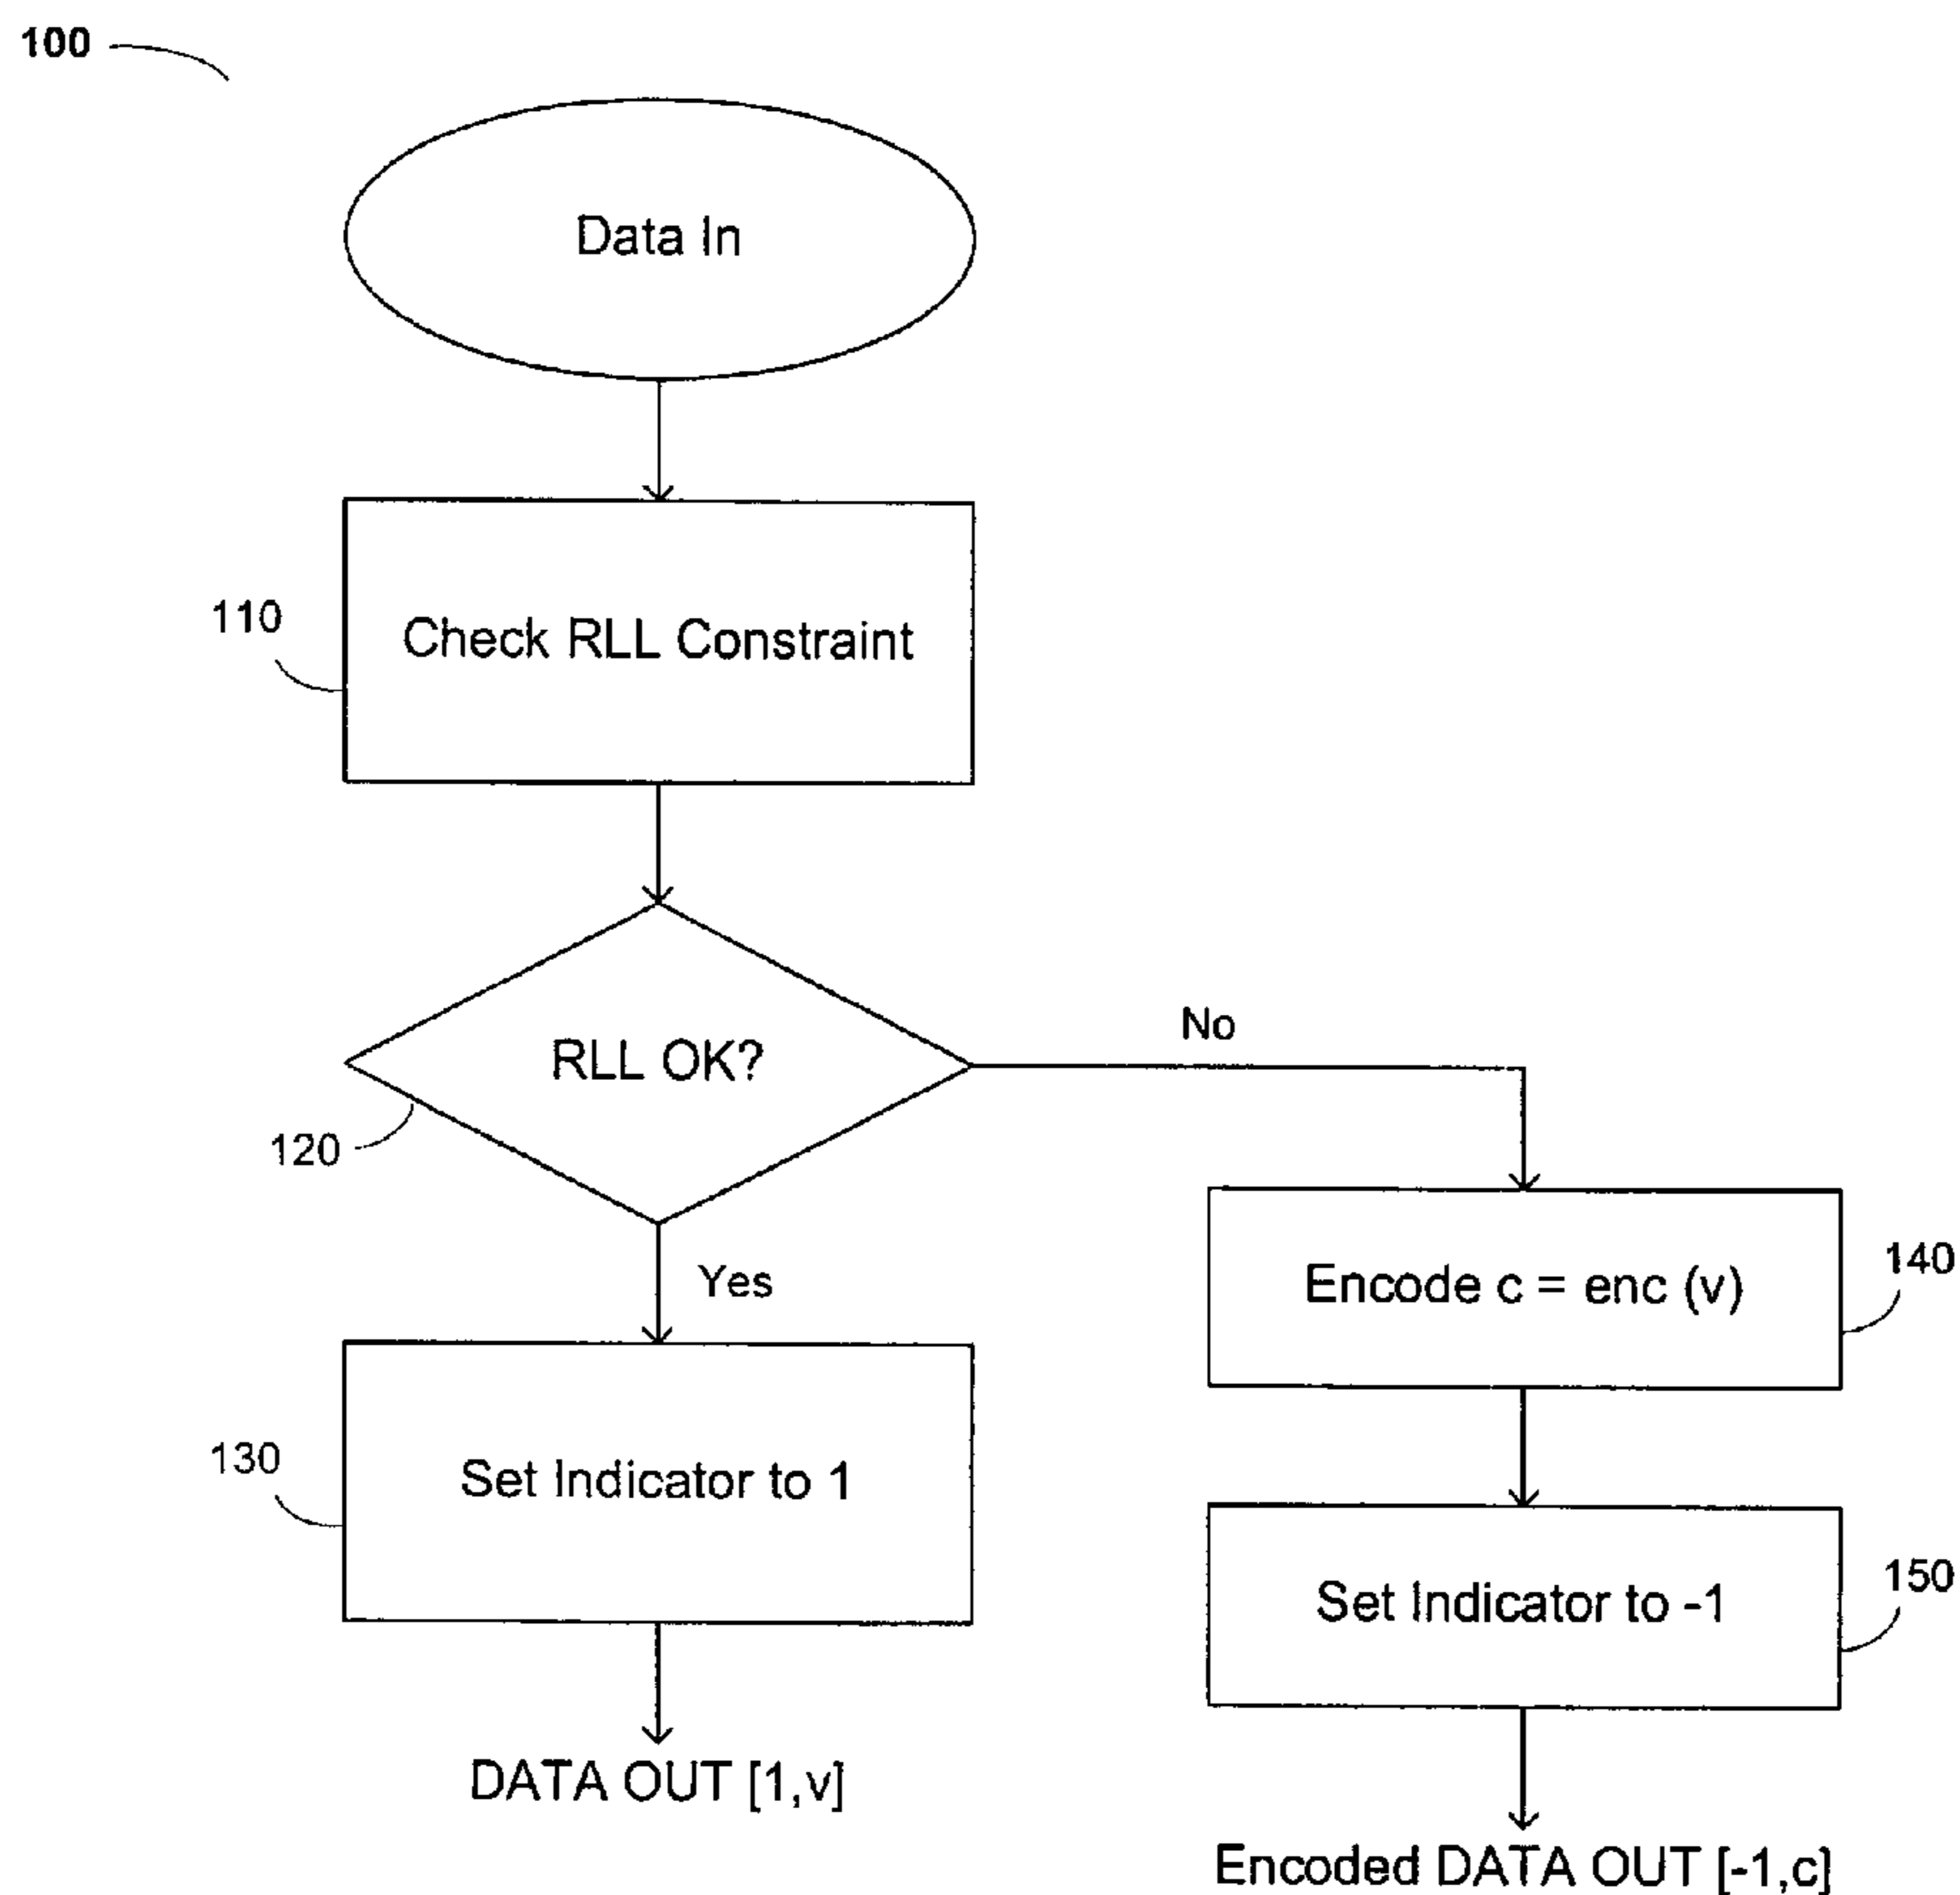 100
Data In
110
Check RLL Constraint
RLL OK?
No
120
Yes
Encode c = enc (v)
140
130
Set Indicator to 1
Set Indicator to -1
150
DATA OUT [1,v]
Encoded DATA OUT [-1,c]